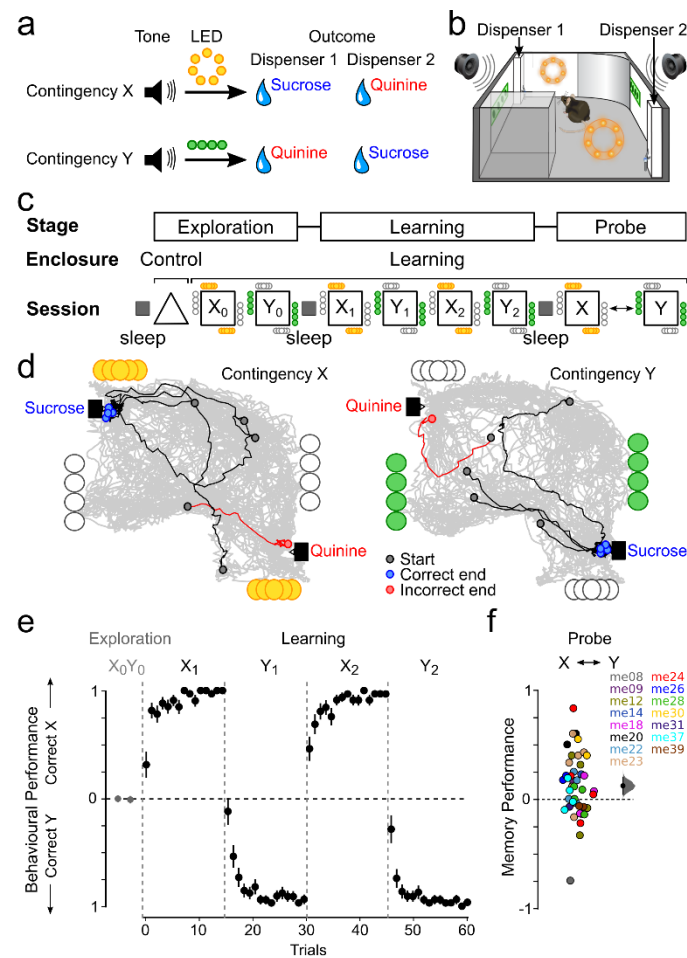 a
Tone LED Outcome
Dispenser 1 Dispenser 2
Contingency X Sucrose Quinine
Contingency Y Quinine Sucrose
b
Dispenser 1 Dispenser 2
c
Stage Exploration Learning Probe
Enclosure Control Learning
Session X0 Y0 X1 Y1 X2 Y2 X Y
sleep sleep sleep
d
Contingency X
Sucrose
Quinine
Contingency Y
Quinine
Sucrose
Start
Correct end
Incorrect end
e
Exploration Learning
X0Y0 X1 Y1 X2 Y2
Behavioural Performance
Correct Y Correct X
1
0
1
0 10 20 30 40 50 60
Trials
f
Probe
X Y
me08 me24
me09 me26
me12 me28
me14 me30
me18 me31
me20 me37
me22 me39
me23
Memory Performance
1
0
-1